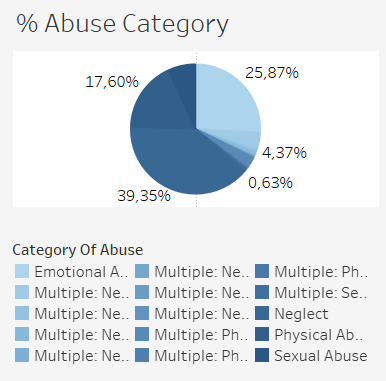 % Abuse Category
25,87%
17,60%
4,37%
0,63%
39,35%
Category Of Abuse
Emotional A.. Multiple: Ne.. Multiple: Ph..
Multiple: Ne.. Multiple: Ne.. Multiple: Se..
Multiple: Ne.. Multiple: Ne.. Neglect
Multiple: Ne.. Multiple: Ph.. Physical Ab..
Multiple: Ne.. Multiple: Ph.. Sexual Abuse